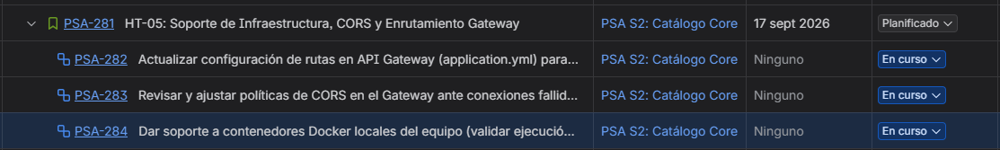 PSA-281 HT-05: Soporte de Infraestructura, CORS y Enrutamiento Gateway PSA S2: Catálogo Core 17 sept 2026 Planificado
PSA-282 Actualizar configuración de rutas en API Gateway (application.yml) para... PSA S2: Catálogo Core Ninguno En curso
PSA-283 Revisar y ajustar políticas de CORS en el Gateway ante conexiones fallid... PSA S2: Catálogo Core Ninguno En curso
PSA-284 Dar soporte a contenedores Docker locales del equipo (validar ejecució... PSA S2: Catálogo Core Ninguno En curso